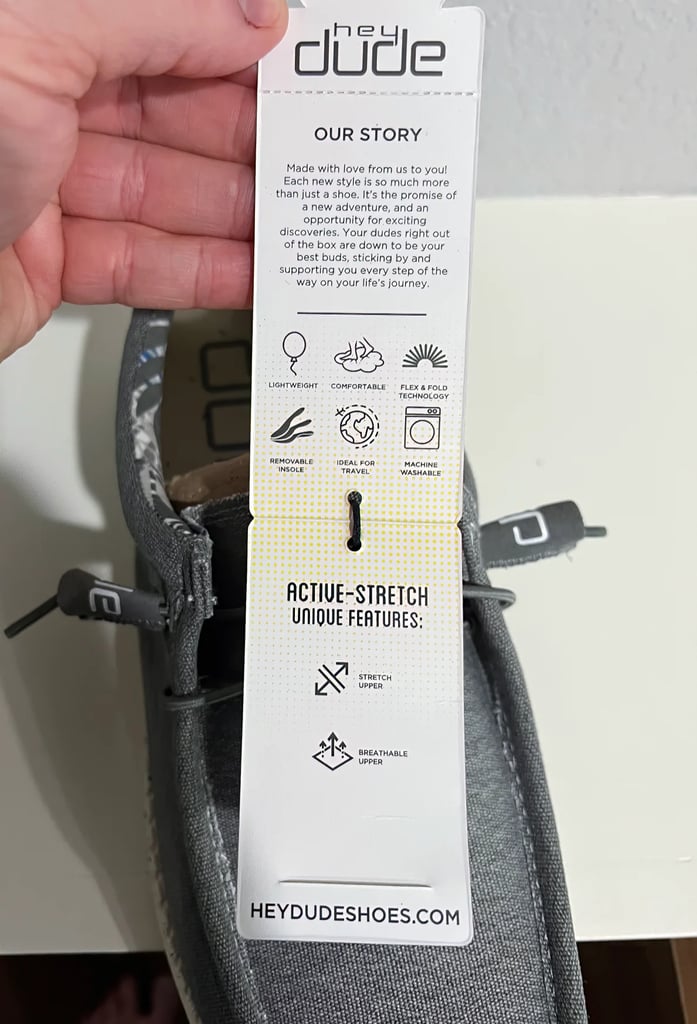 hey
dude
OUR STORY
Made with love from us to you!
Each new style is so much more
than just a shoe. It's the promise of
a new adventure, and an
opportunity for exciting
discoveries. Your dudes right out
of the box are down to be your
best buds, sticking by and
supporting you every step of the
way on your life's journey.
LIGHTWEIGHT
COMFORTABLE
FLEX & FOLD
TECHNOLOGY
REMOVABLE
INSOLE
IDEAL FOR
TRAVEL
MACHINE
WASHABLE
ACTIVE-STRETCH
UNIQUE FEATURES:
STRETCH
UPPER
BREATHABLE
UPPER
HEYDUDESHOES.COM